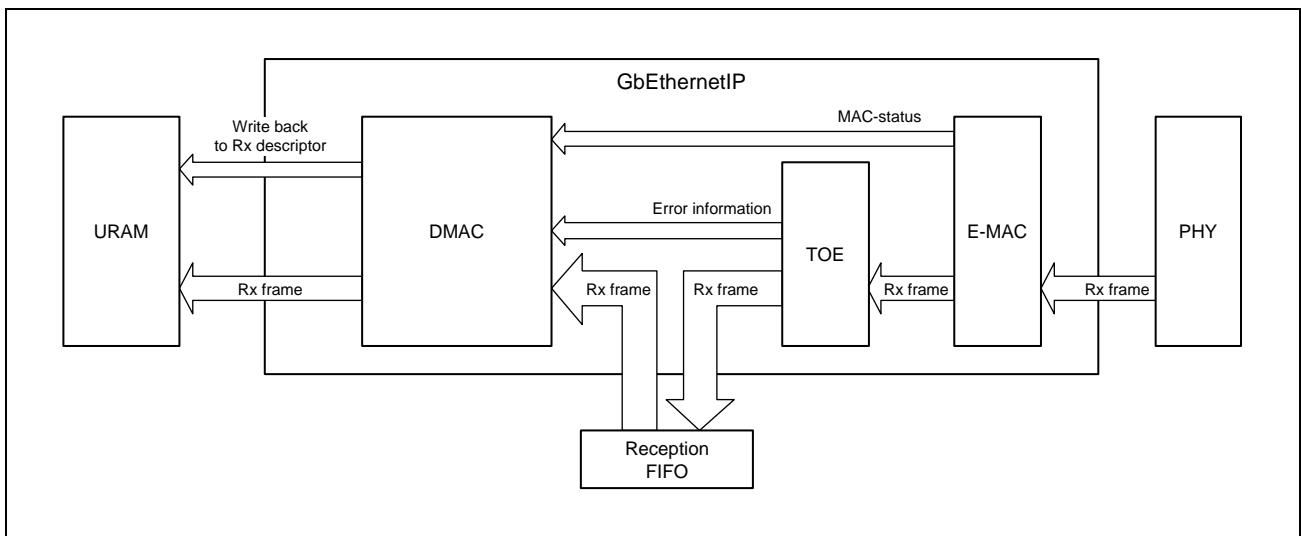 GbEthernetIP
Write back
to Rx descriptor
MAC-status
Error information
URAM
DMAC
TOE
E-MAC
PHY
Rx frame
Rx frame
Rx frame
Rx frame
Rx frame
Reception
FIFO